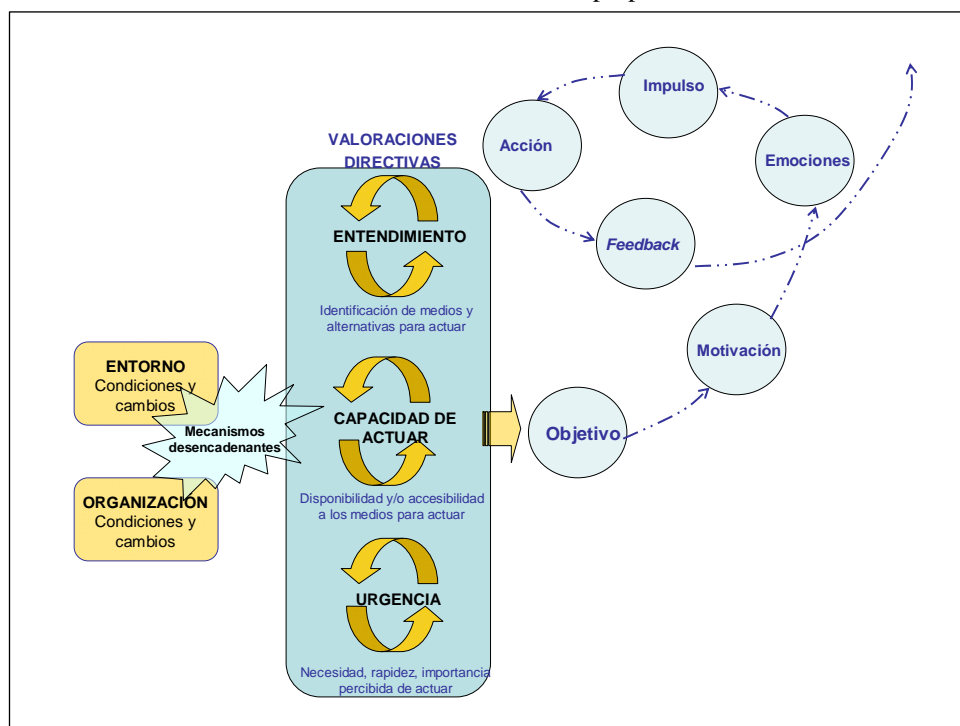 Impulso
Acción
Emociones
VALORACIONES
DIRECTIVAS
ENTENDIMIENTO
Feedback
Identificación de medios y
alternativas para actuar
Motivación
ENTORNO
Condiciones y
cambios
Mecanismos
desencadenantes
CAPACIDAD DE
ACTUAR
Objetivo
ORGANIZACIÓN
Condiciones y
cambios
Disponibilidad y/o accesibilidad
a los medios para actuar
URGENCIA
Necesidad, rapidez, importancia
percibida de actuar